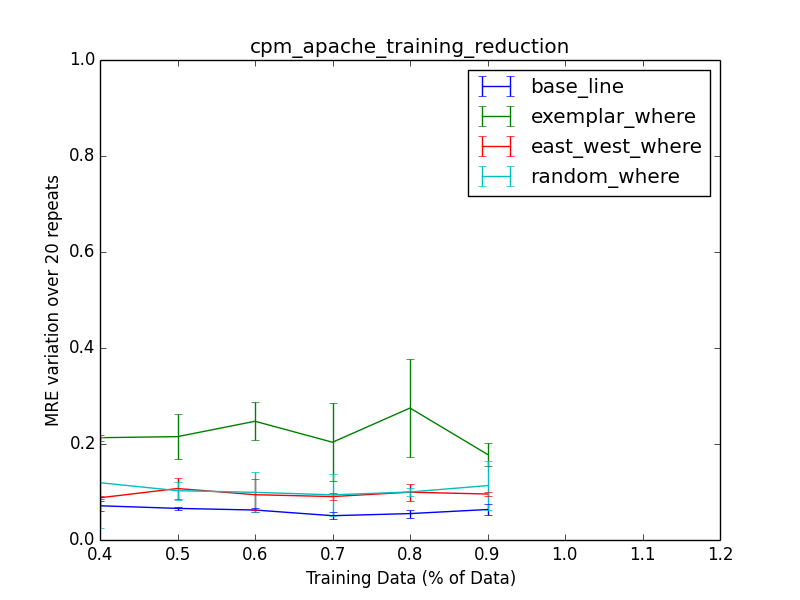 cpm_apache_training_reduction
base_line
exemplar_where
east_west_where
random_where
MRE variation over 20 repeats
1.0
0.8
0.6
0.4
0.2
0.0
0.4 0.5 0.6 0.7 0.8 0.9 1.0 1.1 1.2
Training Data (% of Data)